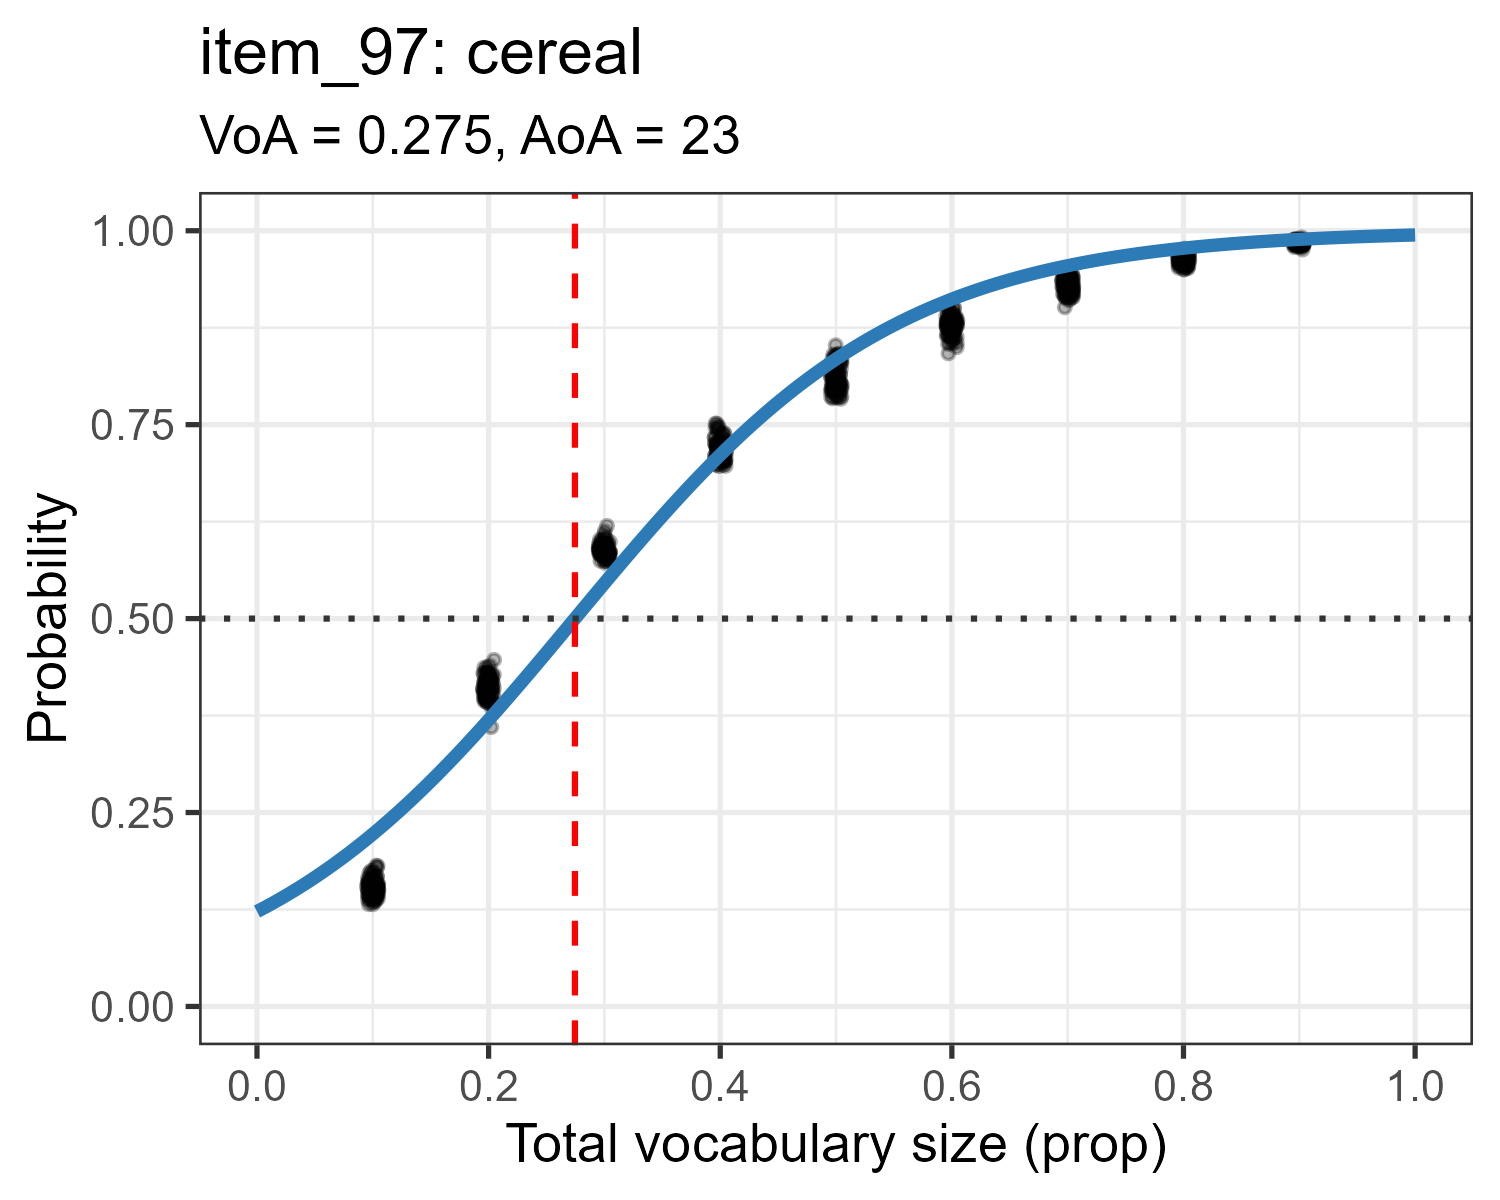 item_97: cereal
VoA = 0.275, AoA = 23
Probability
1.00
0.75
0.50
0.25
0.00
0.0 0.2 0.4 0.6 0.8 1.0
Total vocabulary size (prop)